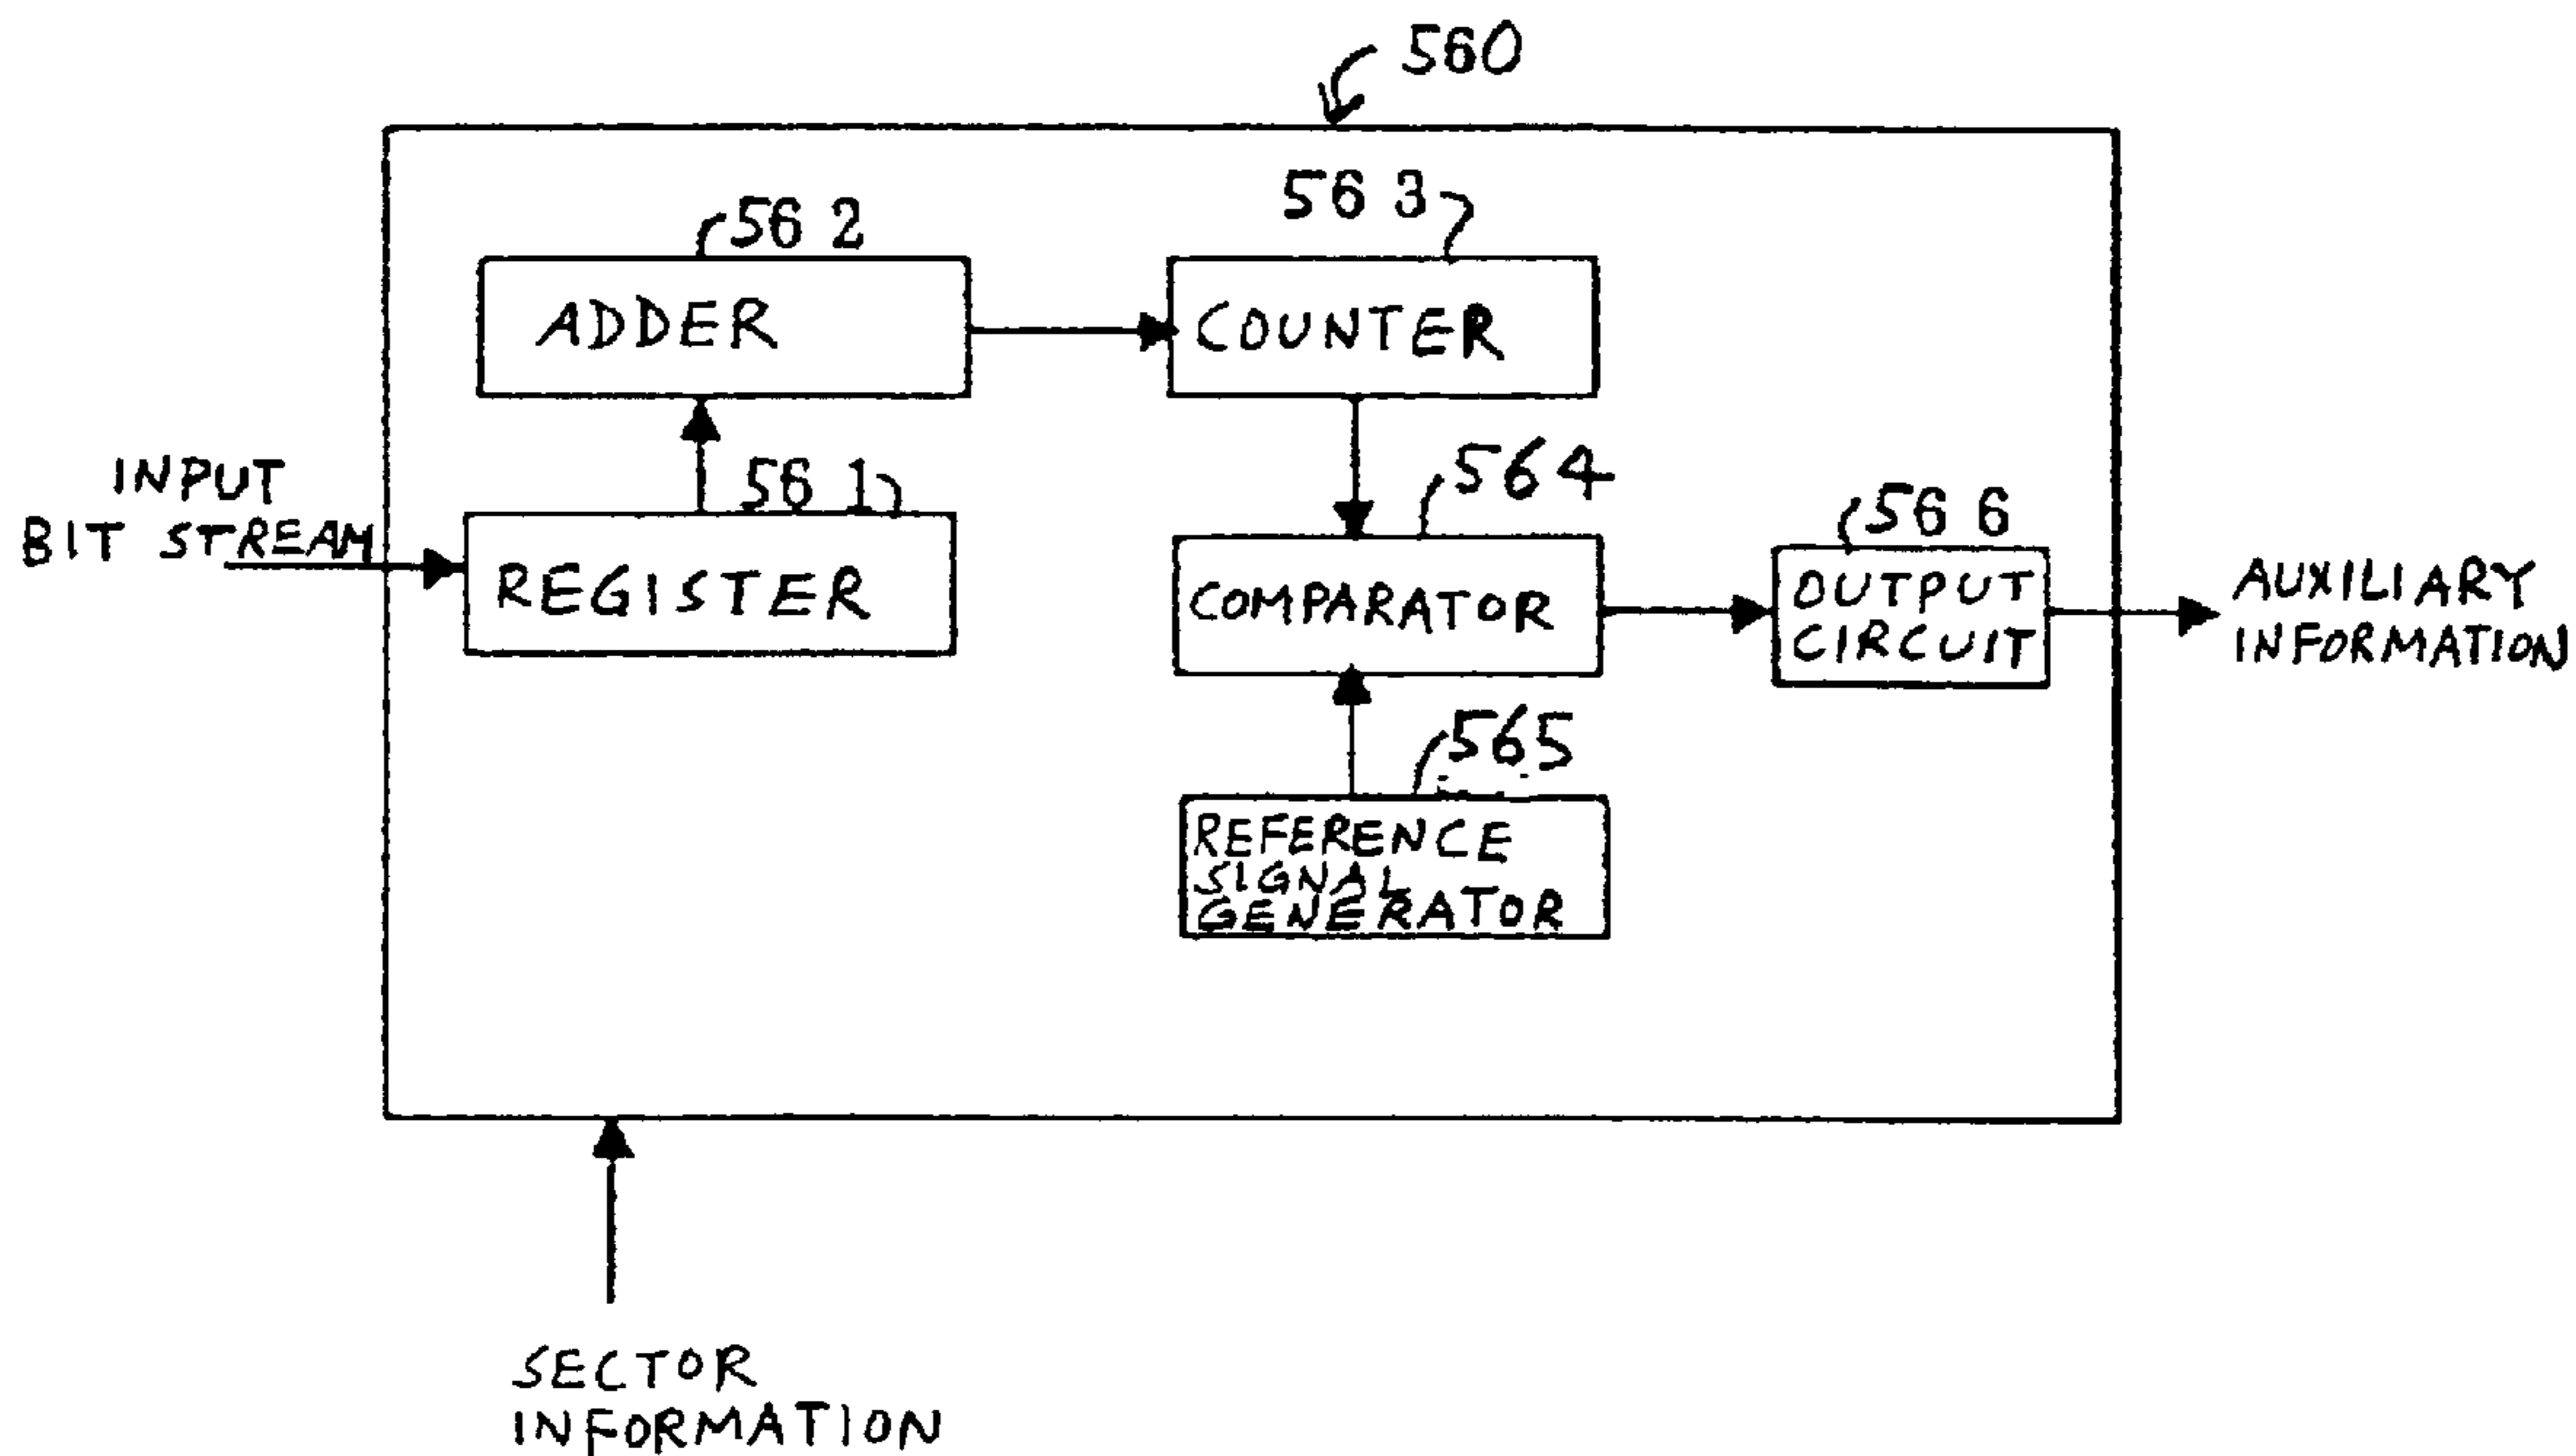 560
562
563
ADDER
COUNTER
INPUT
BIT STREAM
561
564
566
REGISTER
COMPARATOR
OUTPUT
CIRCUIT
AUXILIARY
INFORMATION
565
REFERENCE
SIGNAL
GENERATOR
SECTOR
INFORMATION